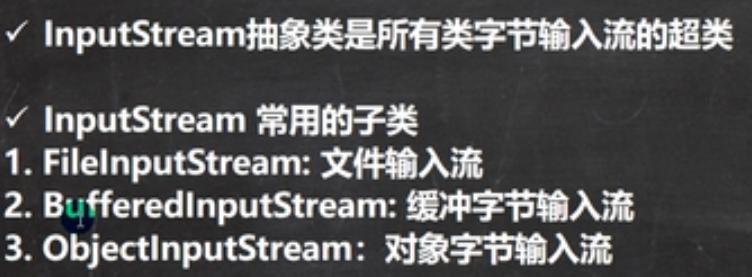 ✓ InputStream抽象类是所有类字节输入流的超类
✓ InputStream 常用的子类
1. FileInputStream: 文件输入流
2. BufferedInputStream: 缓冲字节输入流
3. ObjectInputStream：对象字节输入流